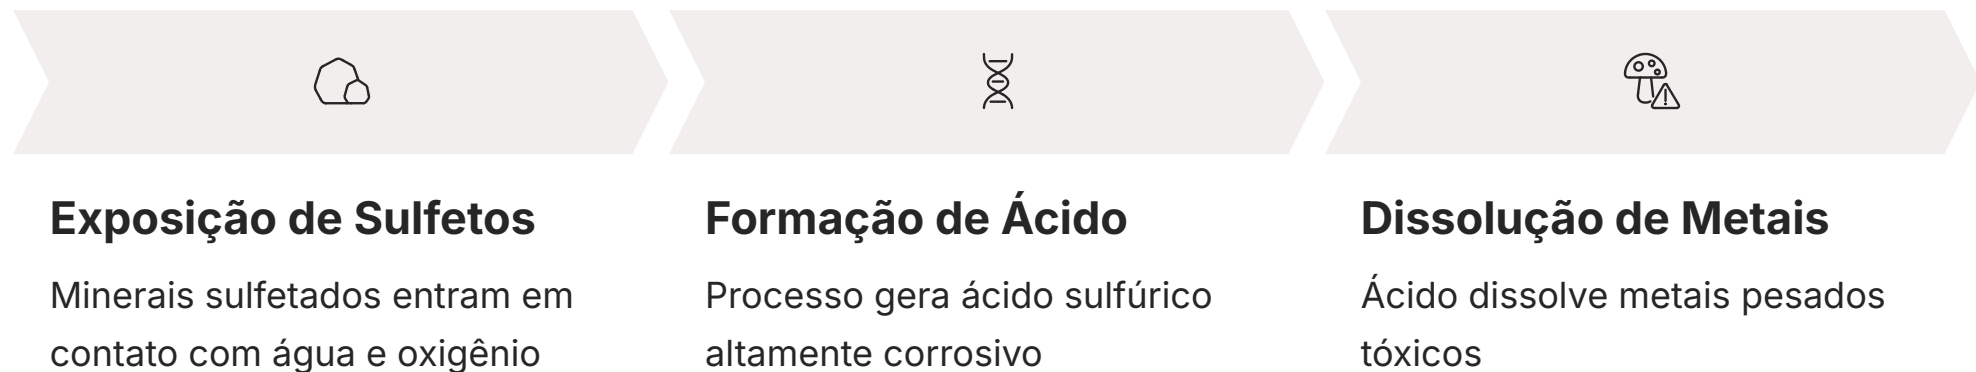 Exposição de Sulfetos
Minerais sulfetados entram em
contato com água e oxigênio
Formação de Ácido
Processo gera ácido sulfúrico
altamente corrosivo
Dissolução de Metais
Ácido dissolve metais pesados
tóxicos